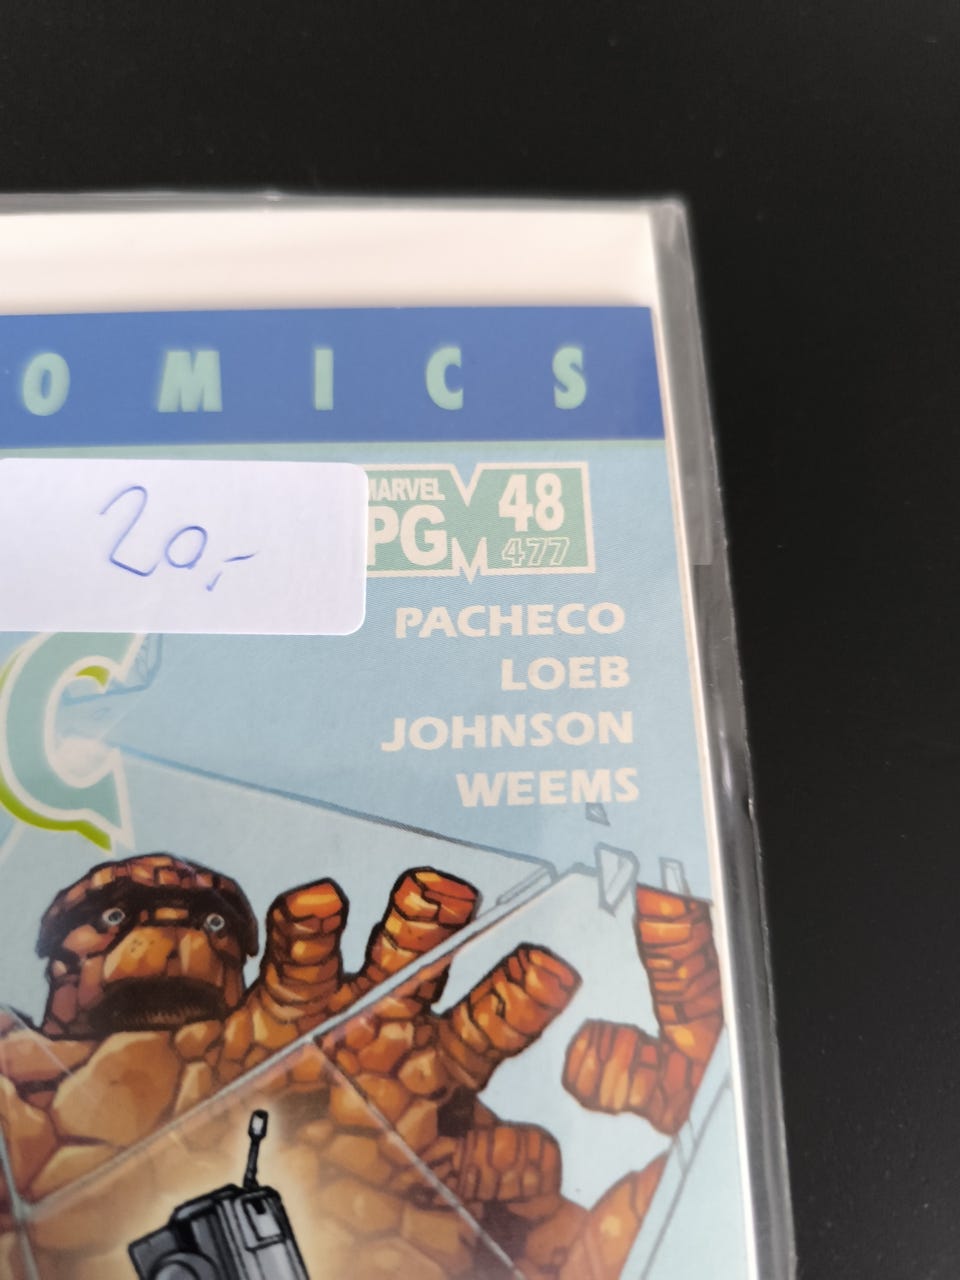 OMICS
20,-
MARVEL
PG
48
477
C
PACHECO
LOEB
JOHNSON
WEEMS